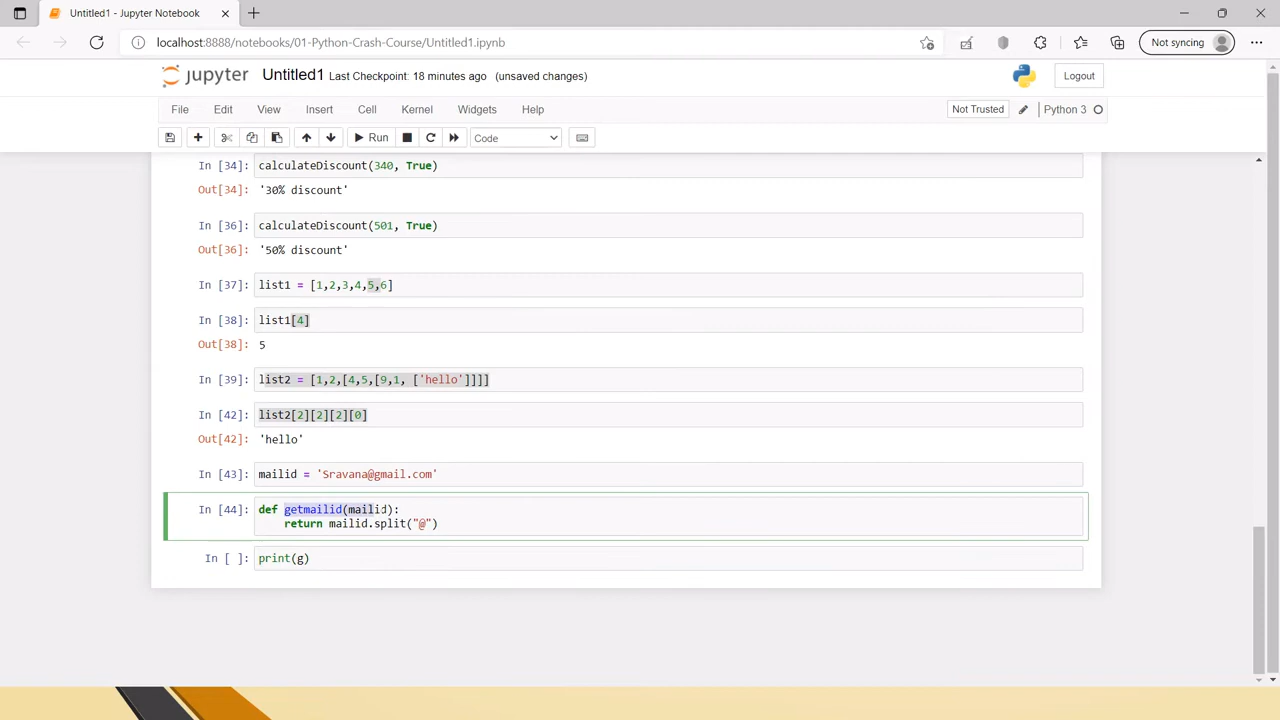 Untitled1 - Jupyter Notebook
localhost:8888/notebooks/01-Python-Crash-Course/Untitled1.ipynb
Not syncing
jupyter Untitled1 Last Checkpoint: 18 minutes ago (unsaved changes)
Logout
File Edit View Insert Cell Kernel Widgets Help
Not Trusted
Python 3
Run
Code
In [34]: calculateDiscount(340, True)
Out[34]: '30% discount'
In [36]: calculateDiscount(501, True)
Out[36]: '50% discount'
In [37]: list1 = [1,2,3,4,5,6]
In [38]: list1[4]
Out[38]: 5
In [39]: list2 = [1,2,[4,5,[9,1, ['hello']]]]
In [42]: list2[2][2][2][0]
Out[42]: 'hello'
In [43]: mailid = 'Sravana@gmail.com'
In [44]: def getmailid(mailid):
return mailid.split("@")
In [ ]: print(g)